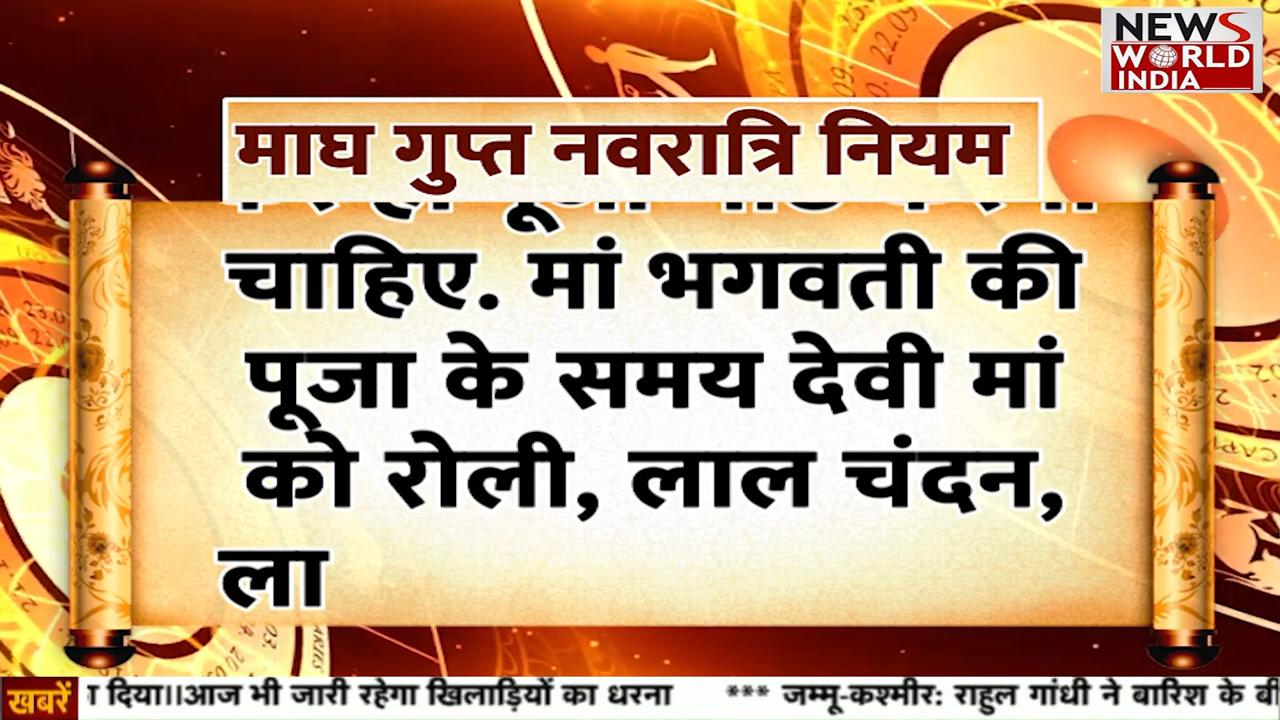 NEWS
WORLD
INDIA
माघ गुप्त नवरात्रि नियम
चाहिए. मां भगवती की
पूजा के समय देवी मां
को रोली, लाल चंदन,
ला
खबरें
दिया।।आज भी जारी रहेगा खिलाड़ियों का धरना *** जम्मू-कश्मीर: राहुल गांधी ने बारिश के